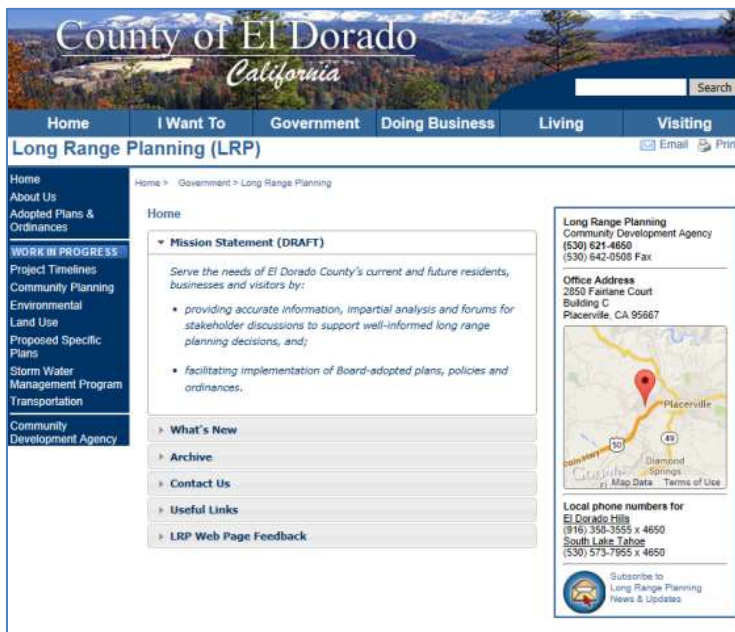 County of El Dorado
California
Search
Home I Want To Government Doing Business Living Visiting
Long Range Planning (LRP)
Email Prin
Home
About Us
Adopted Plans &
Ordinances
WORK IN PROGRESS
Project Timelines
Community Planning
Environmental
Land Use
Proposed Specific
Plans
Storm Water
Management Program
Transportation
Community
Development Agency
Home > Government > Long Range Planning
Home
Mission Statement (DRAFT)
Serve the needs of El Dorado County's current and future residents,
businesses and visitors by:
• providing accurate information, impartial analysis and forums for
stakeholder discussions to support well-informed long range
planning decisions, and;
• facilitating implementation of Board-adopted plans, policies and
ordinances.
What's New
Archive
Contact Us
Useful Links
LRP Web Page Feedback
Long Range Planning
Community Development Agency
(530) 621-4650
(530) 642-0508 Fax
Office Address
2850 Fairlane Court
Building C
Placerville, CA 95667
Placerville
50
49
Diamond
Springs
Google
Map Data Terms of Use
Local phone numbers for
El Dorado Hills
(916) 358-3555 x 4650
South Lake Tahoe
(530) 573-7955 x 4650
Subscribe to
Long Range Planning
News & Updates